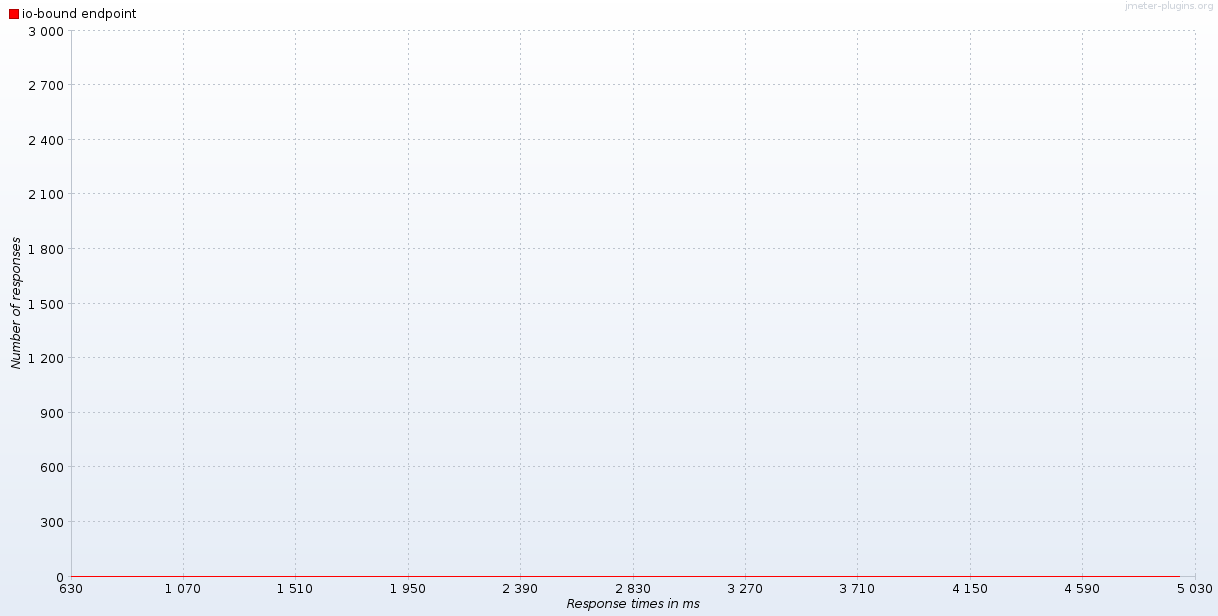 io-bound endpoint
jmeter-plugins.org
3 000
2 700
2 400
2 100
1 800
1 500
1 200
900
600
300
0
Number of responses
630 1 070 1 510 1 950 2 390 2 830 3 270 3 710 4 150 4 590 5 030
Response times in ms